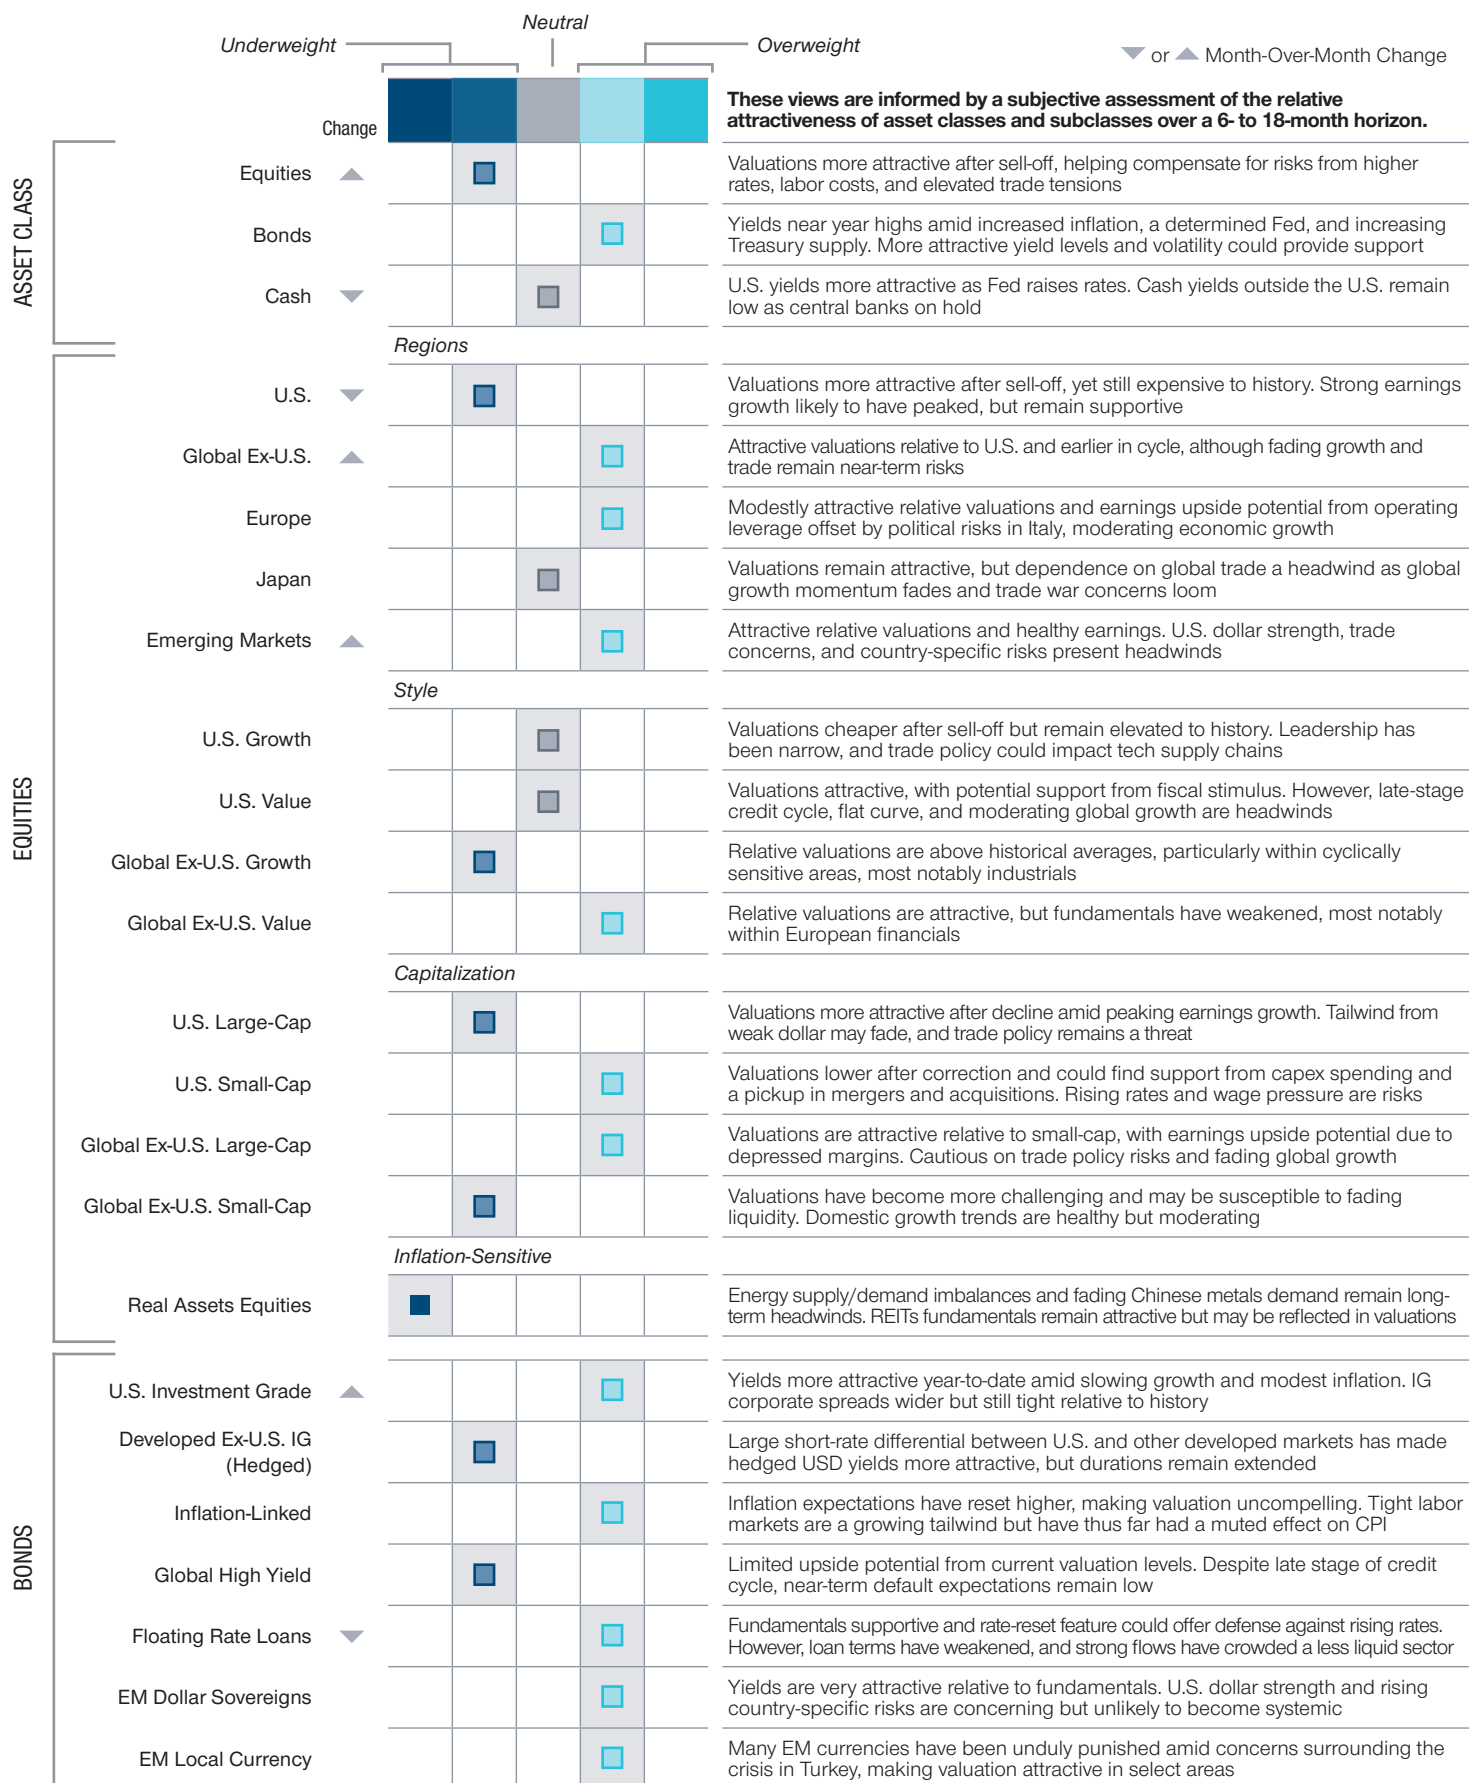 Neutral
Underweight
Overweight
or Month-Over-Month Change
Change
These views are informed by a subjective assessment of the relative
attractiveness of asset classes and subclasses over a 6- to 18-month horizon.
ASSET CLASS
Equities
Valuations more attractive after sell-off, helping compensate for risks from higher
rates, labor costs, and elevated trade tensions
Bonds
Yields near year highs amid increased inflation, a determined Fed, and increasing
Treasury supply. More attractive yield levels and volatility could provide support
Cash
U.S. yields more attractive as Fed raises rates. Cash yields outside the U.S. remain
low as central banks on hold
EQUITIES
Regions
U.S.
Valuations more attractive after sell-off, yet still expensive to history. Strong earnings
growth likely to have peaked, but remain supportive
Global Ex-U.S.
Attractive valuations relative to U.S. and earlier in cycle, although fading growth and
trade remain near-term risks
Europe
Modestly attractive relative valuations and earnings upside potential from operating
leverage offset by political risks in Italy, moderating economic growth
Japan
Valuations remain attractive, but dependence on global trade a headwind as global
growth momentum fades and trade war concerns loom
Emerging Markets
Attractive relative valuations and healthy earnings. U.S. dollar strength, trade
concerns, and country-specific risks present headwinds
Style
U.S. Growth
Valuations cheaper after sell-off but remain elevated to history. Leadership has
been narrow, and trade policy could impact tech supply chains
U.S. Value
Valuations attractive, with potential support from fiscal stimulus. However, late-stage
credit cycle, flat curve, and moderating global growth are headwinds
Global Ex-U.S. Growth
Relative valuations are above historical averages, particularly within cyclically
sensitive areas, most notably industrials
Global Ex-U.S. Value
Relative valuations are attractive, but fundamentals have weakened, most notably
within European financials
Capitalization
U.S. Large-Cap
Valuations more attractive after decline amid peaking earnings growth. Tailwind from
weak dollar may fade, and trade policy remains a threat
U.S. Small-Cap
Valuations lower after correction and could find support from capex spending and
a pickup in mergers and acquisitions. Rising rates and wage pressure are risks
Global Ex-U.S. Large-Cap
Valuations are attractive relative to small-cap, with earnings upside potential due to
depressed margins. Cautious on trade policy risks and fading global growth
Global Ex-U.S. Small-Cap
Valuations have become more challenging and may be susceptible to fading
liquidity. Domestic growth trends are healthy but moderating
Inflation-Sensitive
Real Assets Equities
Energy supply/demand imbalances and fading Chinese metals demand remain long-
term headwinds. REITs fundamentals remain attractive but may be reflected in valuations
BONDS
U.S. Investment Grade
Yields more attractive year-to-date amid slowing growth and modest inflation. IG
corporate spreads wider but still tight relative to history
Developed Ex-U.S. IG
(Hedged)
Large short-rate differential between U.S. and other developed markets has made
hedged USD yields more attractive, but durations remain extended
Inflation-Linked
Inflation expectations have reset higher, making valuation uncompelling. Tight labor
markets are a growing tailwind but have thus far had a muted effect on CPI
Global High Yield
Limited upside potential from current valuation levels. Despite late stage of credit
cycle, near-term default expectations remain low
Floating Rate Loans
Fundamentals supportive and rate-reset feature could offer defense against rising rates.
However, loan terms have weakened, and strong flows have crowded a less liquid sector
EM Dollar Sovereigns
Yields are very attractive relative to fundamentals. U.S. dollar strength and rising
country-specific risks are concerning but unlikely to become systemic
EM Local Currency
Many EM currencies have been unduly punished amid concerns surrounding the
crisis in Turkey, making valuation attractive in select areas